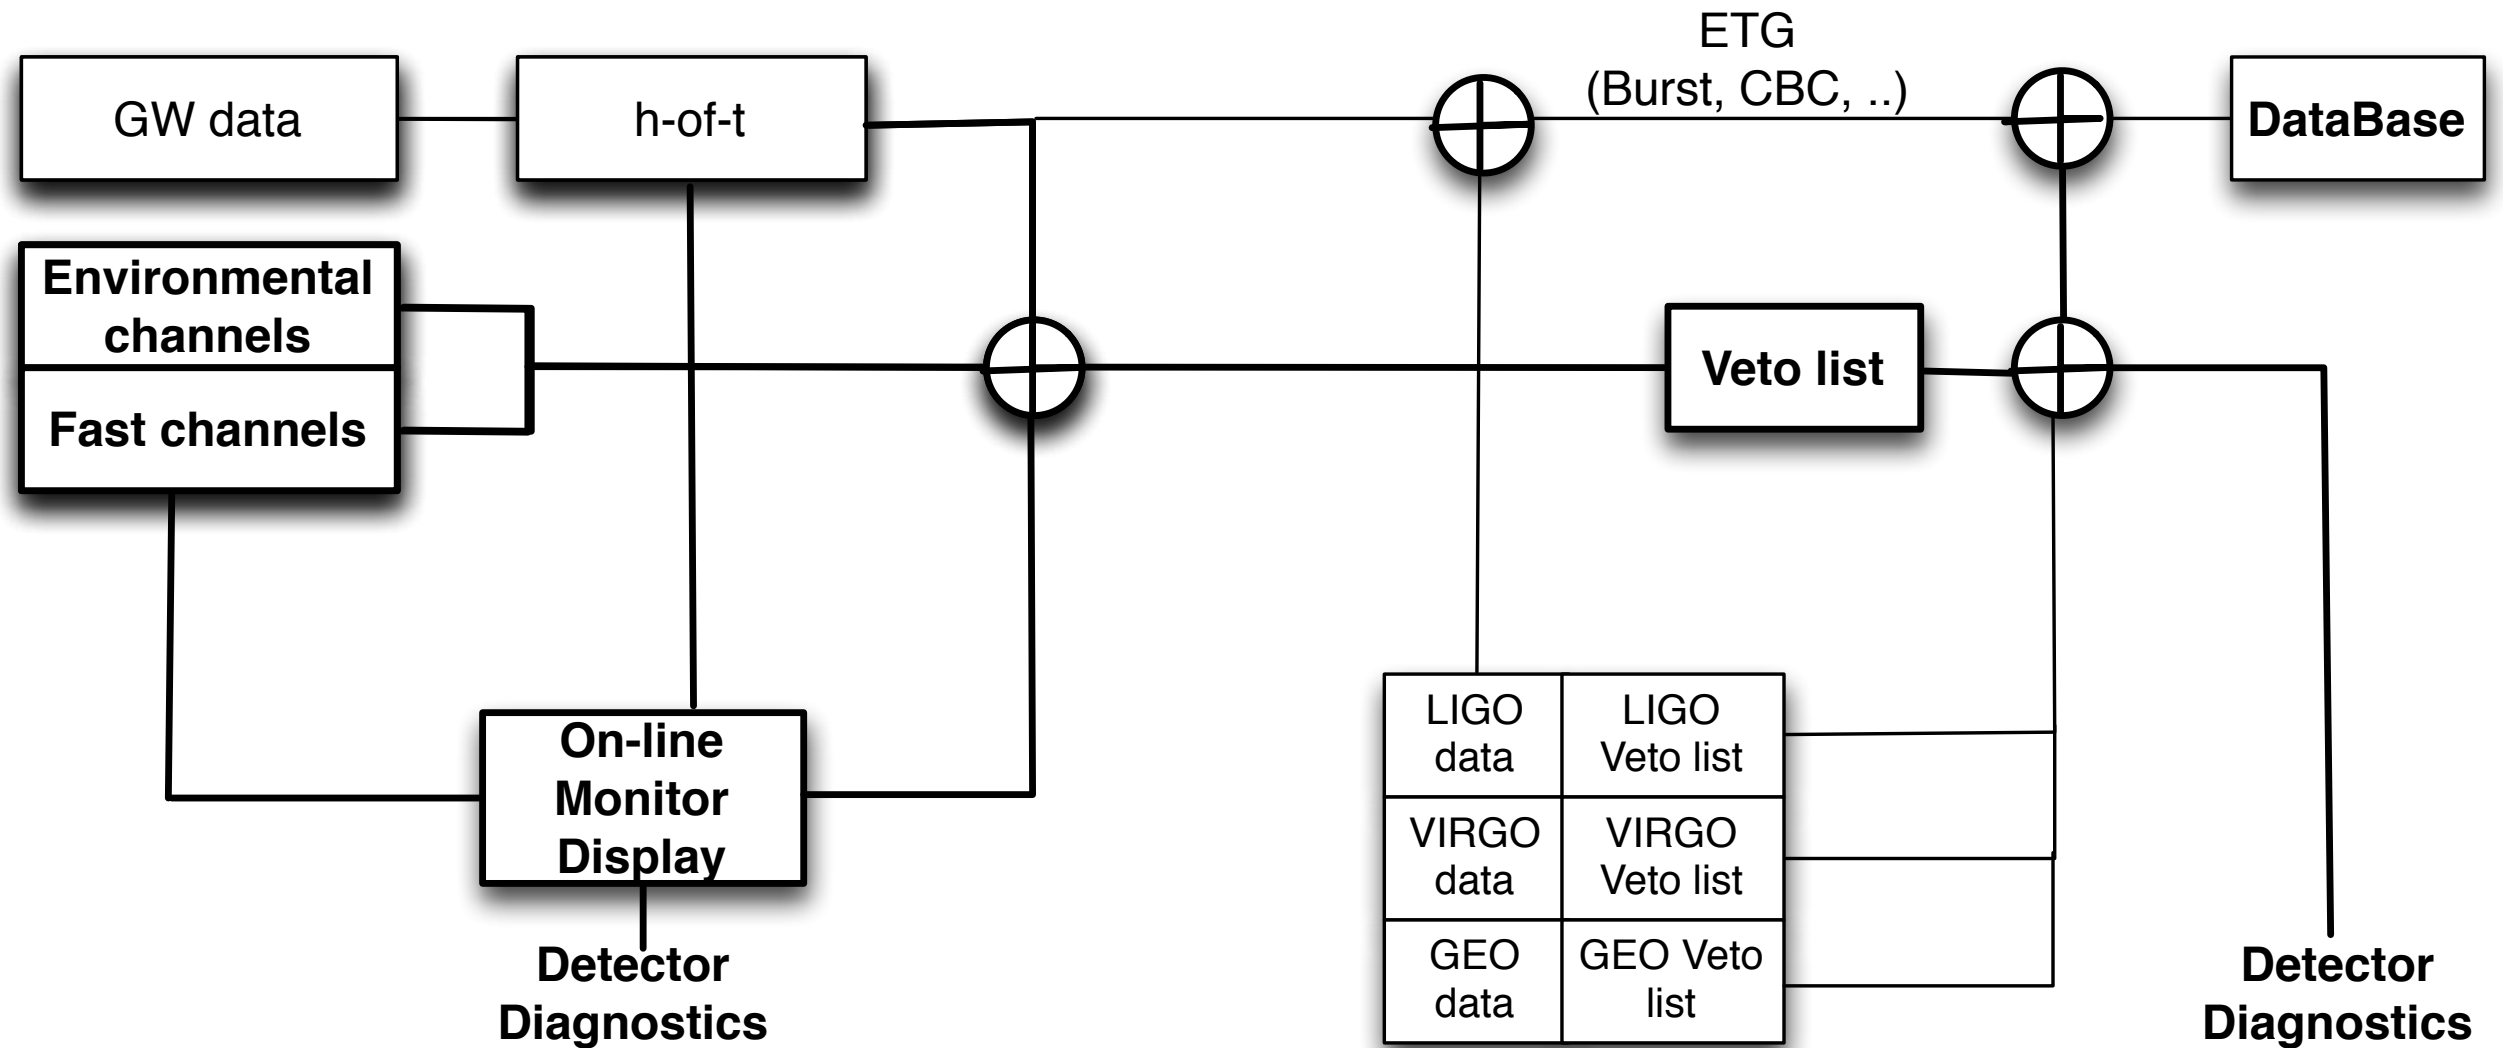 ETG
(Burst, CBC, ..)
GW data
h-of-t
DataBase
Environmental
channels
Fast channels
Veto list
On-line
Monitor
Display
Detector
Diagnostics
LIGO
data
LIGO
Veto list
VIRGO
data
VIRGO
Veto list
GEO
data
GEO Veto
list
Detector
Diagnostics